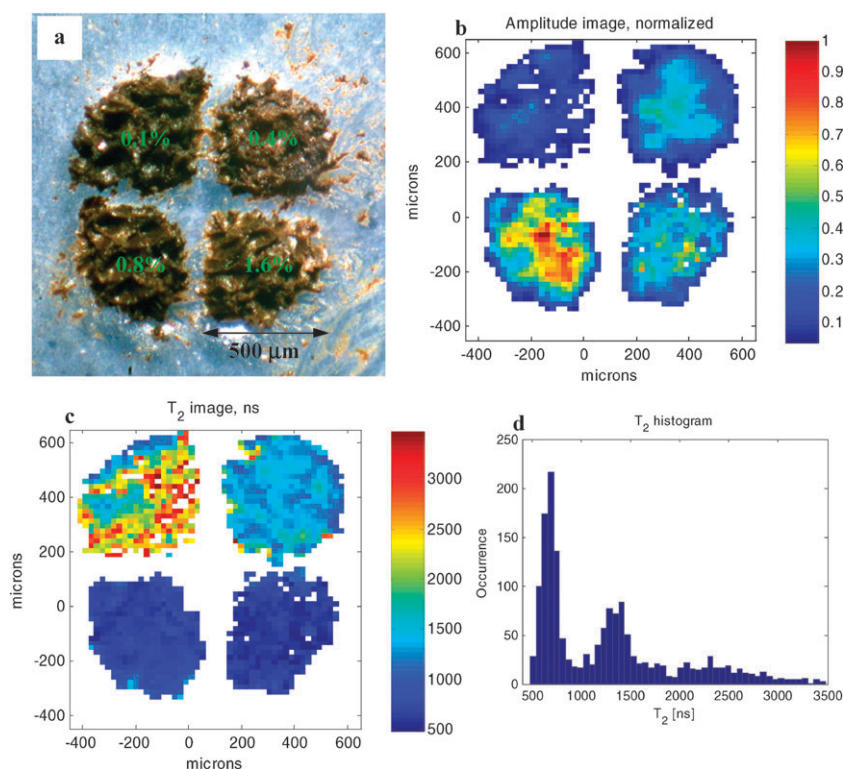 a
0.1%
0.4%
0.8%
1.6%
500 μm
b
Amplitude image, normalized
600
400
200
0
-200
-400
-400 -200 0 200 400 600
microns
microns
1
0.9
0.8
0.7
0.6
0.5
0.4
0.3
0.2
0.1
c
T2 image, ns
600
400
200
0
-200
-400
-400 -200 0 200 400 600
microns
microns
3000
2500
2000
1500
1000
500
d
T2 histogram
250
200
150
100
50
0
500 1000 1500 2000 2500 3000 3500
Occurrence
T2 [ns]